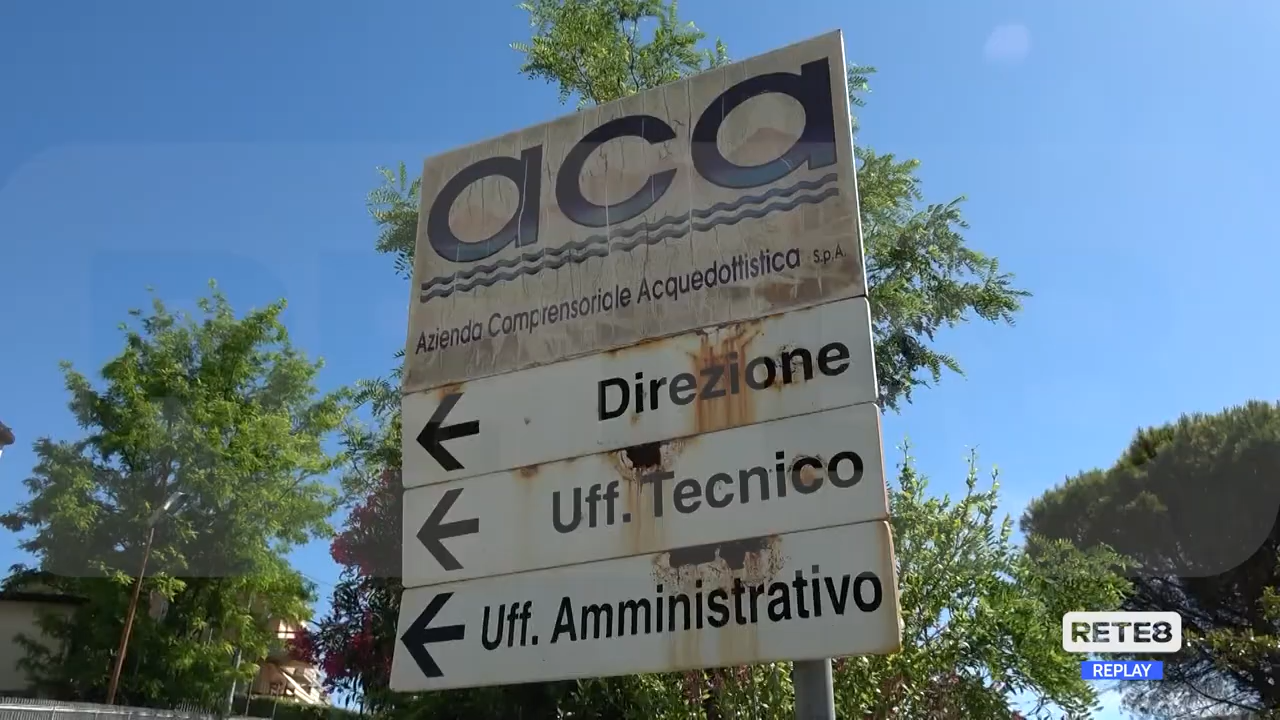 aca
Azienda Comprensoriale Acquedottistica S.p.A.
Direzione
Uff. Tecnico
Uff. Amministrativo
RETE8
REPLAY